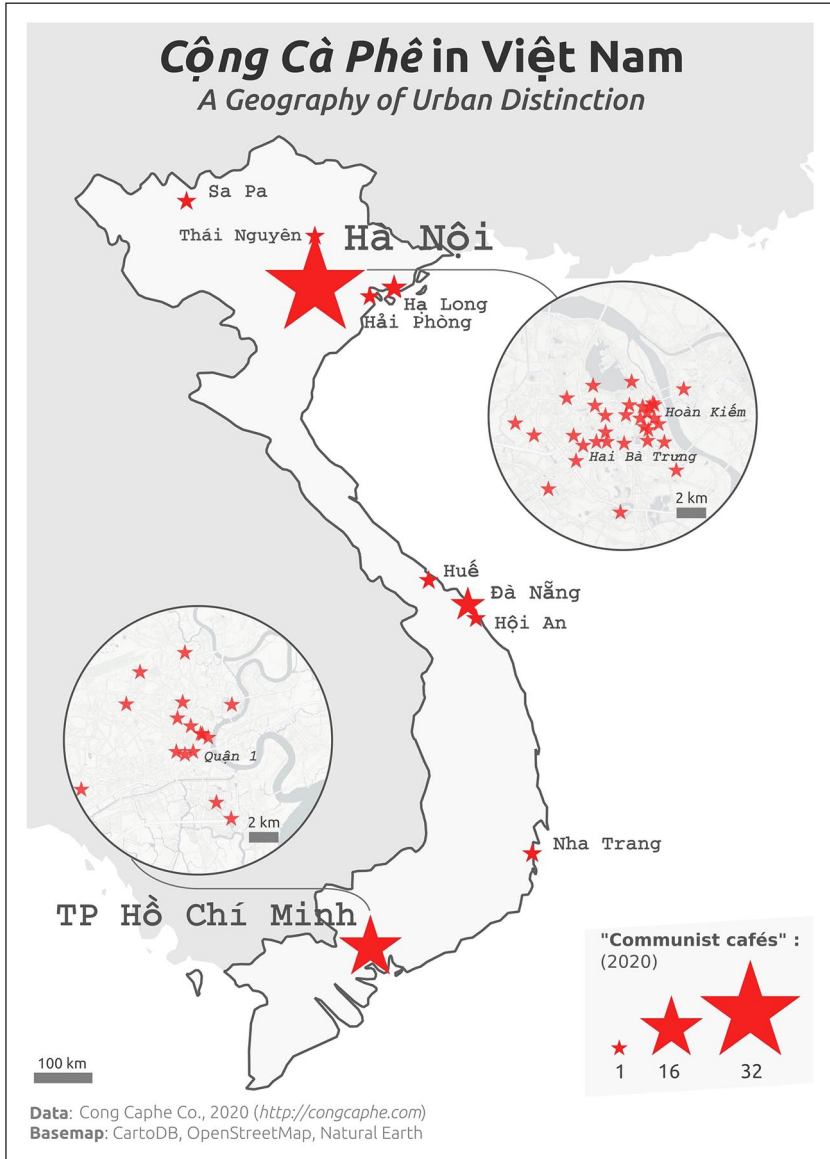 Cộng Cà Phê in Việt Nam
A Geography of Urban Distinction
Sa Pa
Thái Nguyên
Hà Nội
Hạ Long
Hải Phòng
Hoàn Kiếm
Hai Bà Trưng
2 km
Huế
Đà Nẵng
Hội An
Quận 1
2 km
Nha Trang
TP Hồ Chí Minh
"Communist cafés" :
(2020)
1 16 32
100 km
Data: Cong Caphe Co., 2020 (http://congcaphe.com)
Basemap: CartoDB, OpenStreetMap, Natural Earth